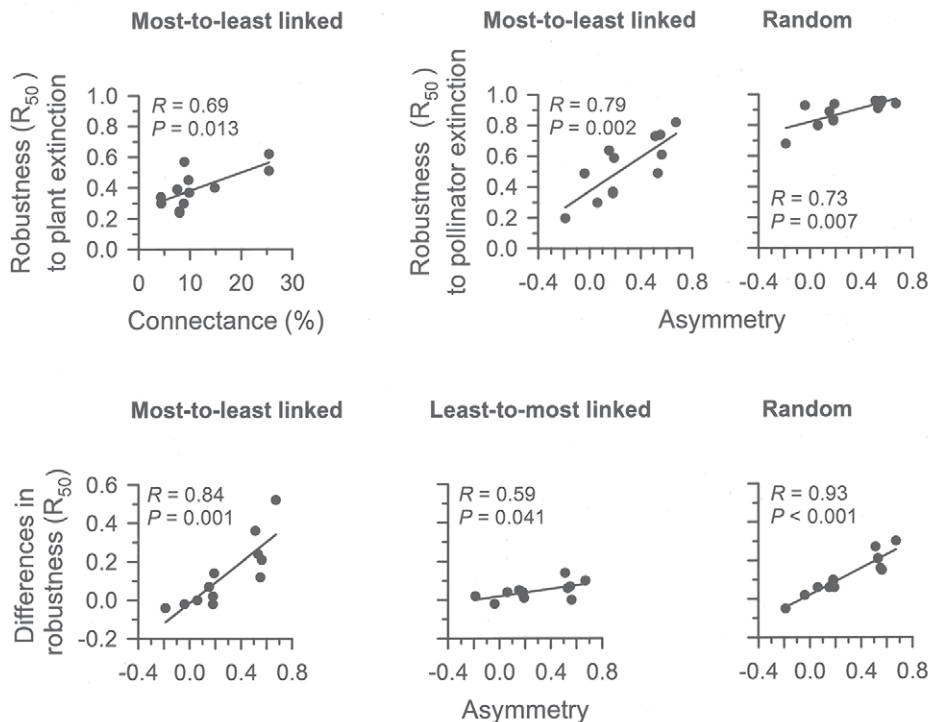 Most-to-least linked
Most-to-least linked
Random
Robustness (R50)
to plant extinction
1.0
0.8
0.6
0.4
0.2
0.0
R = 0.69
P = 0.013
0
10
20
30
Connectance (%)
Robustness (R50)
to pollinator extinction
1.0
0.8
0.6
0.4
0.2
0.0
R = 0.79
P = 0.002
-0.4
0.0
0.4
0.8
R = 0.73
P = 0.007
-0.4
0.0
0.4
0.8
Asymmetry
Most-to-least linked
Least-to-most linked
Random
Differences in
robustness (R50)
0.6
0.4
0.2
0.0
-0.2
R = 0.84
P = 0.001
-0.4
0.0
0.4
0.8
R = 0.59
P = 0.041
-0.4
0.0
0.4
0.8
R = 0.93
P < 0.001
-0.4
0.0
0.4
0.8
Asymmetry